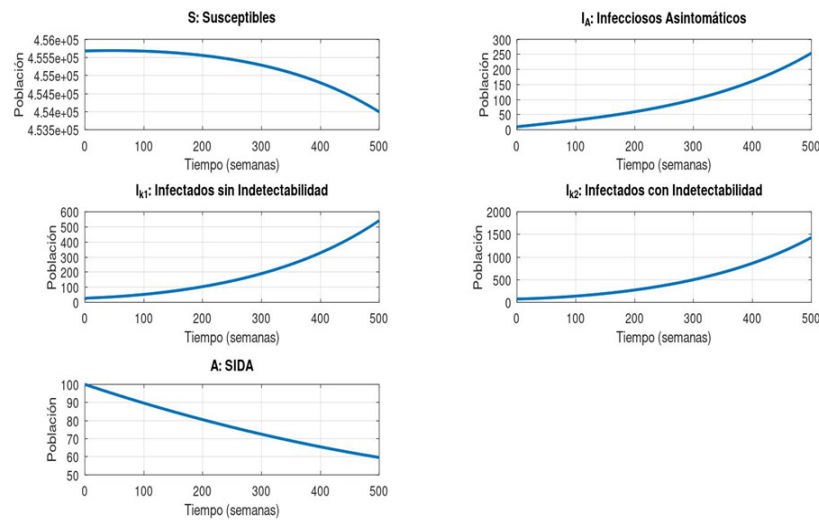 S: Susceptibles
4.56e+05
4.555e+05
4.55e+05
4.545e+05
4.54e+05
4.535e+05
Población
0 100 200 300 400 500
Tiempo (semanas)
I_A: Infecciosos Asintomáticos
300
250
200
150
100
50
0
Población
0 100 200 300 400 500
Tiempo (semanas)
I_k1: Infectados sin Indetectabilidad
600
500
400
300
200
100
0
Población
0 100 200 300 400 500
Tiempo (semanas)
I_k2: Infectados con Indetectabilidad
2000
1500
1000
500
0
Población
0 100 200 300 400 500
Tiempo (semanas)
A: SIDA
100
90
80
70
60
50
Población
0 100 200 300 400 500
Tiempo (semanas)